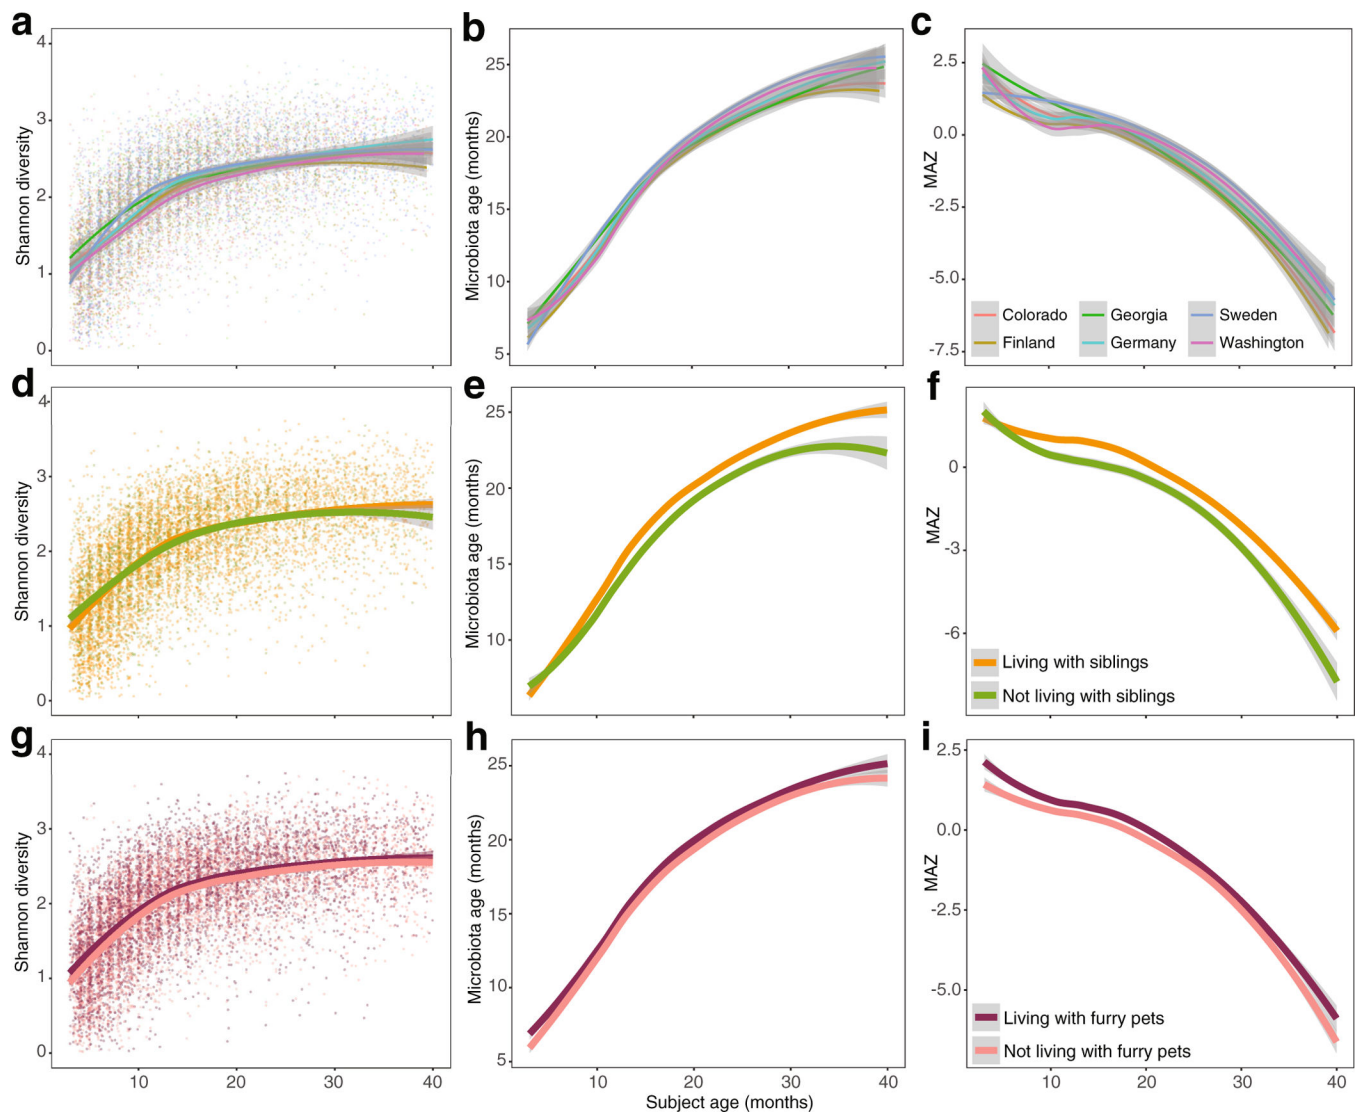 a
b
c
4
3
2
1
0
Shannon diversity
25
20
15
10
5
Microbiota age (months)
2.5
0.0
-2.5
-5.0
-7.5
MAZ
Colorado Georgia Sweden
Finland Germany Washington
d
e
f
4
3
2
1
0
Shannon diversity
25
20
15
10
Microbiota age (months)
0
-3
-6
MAZ
Living with siblings
Not living with siblings
g
h
i
4
3
2
1
0
Shannon diversity
25
20
15
10
5
Microbiota age (months)
2.5
0.0
-2.5
-5.0
MAZ
Living with furry pets
Not living with furry pets
10 20 30 40
10 20 30 40
10 20 30 40
Subject age (months)